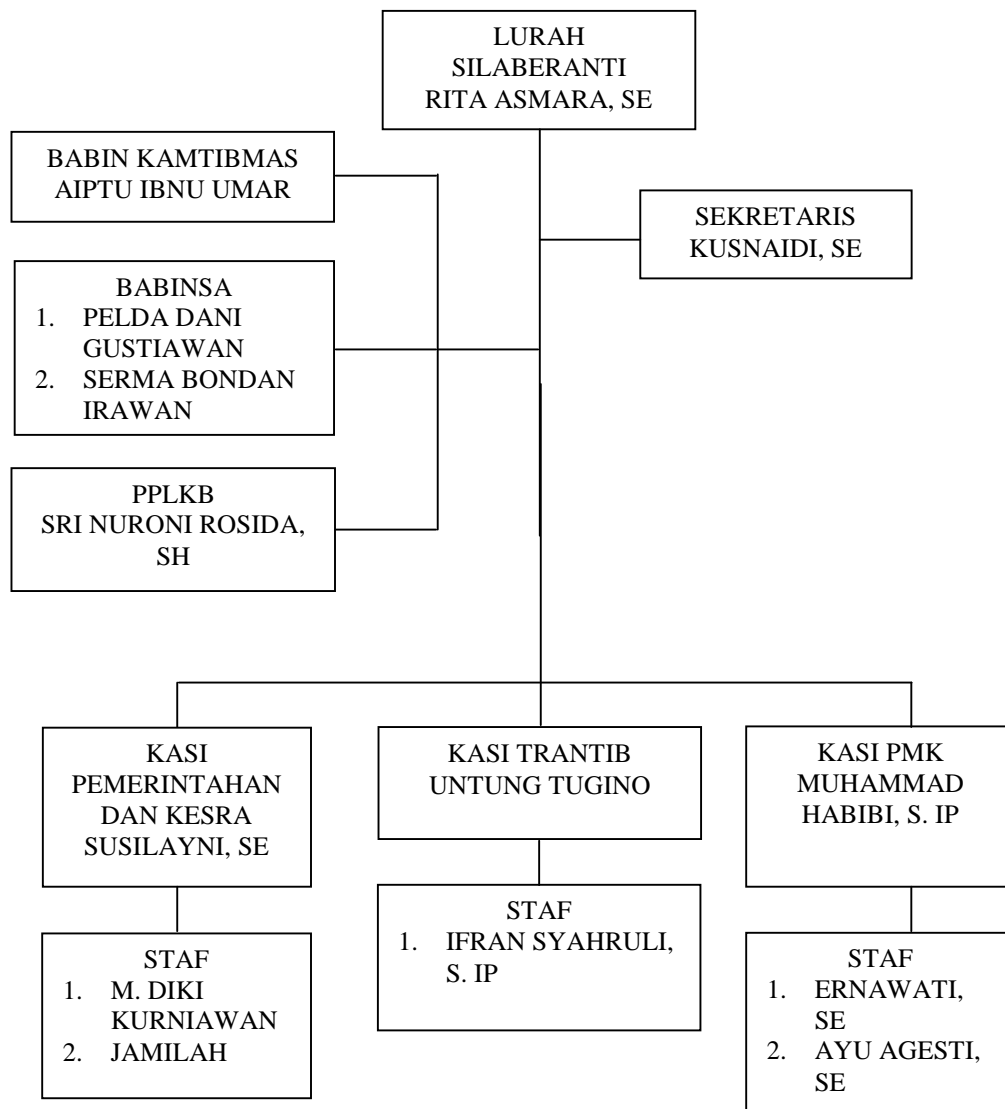 LURAH
SILABERANTI
RITA ASMARA, SE
BABIN KAMTIBMAS
AIPTU IBNU UMAR
SEKRETARIS
KUSNAIDI, SE
BABINSA
1. PELDA DANI
GUSTIAWAN
2. SERMA BONDAN
IRAWAN
PPLKB
SRI NURONI ROSIDA,
SH
KASI
PEMERINTAHAN
DAN KESRA
SUSILAYNI, SE
KASI TRANTIB
UNTUNG TUGINO
KASI PMK
MUHAMMAD
HABIBI, S. IP
STAF
1. M. DIKI
KURNIAWAN
2. JAMILAH
STAF
1. IFRAN SYAHRULI,
S. IP
STAF
1. ERNAWATI,
SE
2. AYU AGESTI,
SE